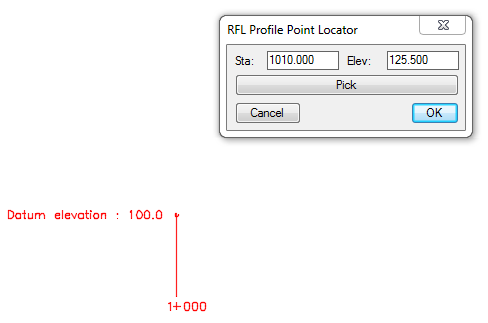 RFL Profile Point Locator
Sta: 1010.000 Elev: 125.500
Pick
Cancel OK
Datum elevation : 100.0
1+000